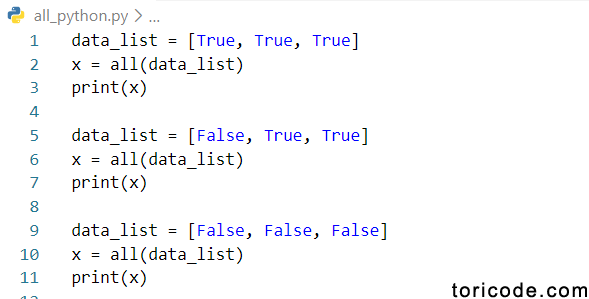 all_python.py > ...
1 data_list = [True, True, True]
2 x = all(data_list)
3 print(x)
4
5 data_list = [False, True, True]
6 x = all(data_list)
7 print(x)
8
9 data_list = [False, False, False]
10 x = all(data_list)
11 print(x)
toricode.com